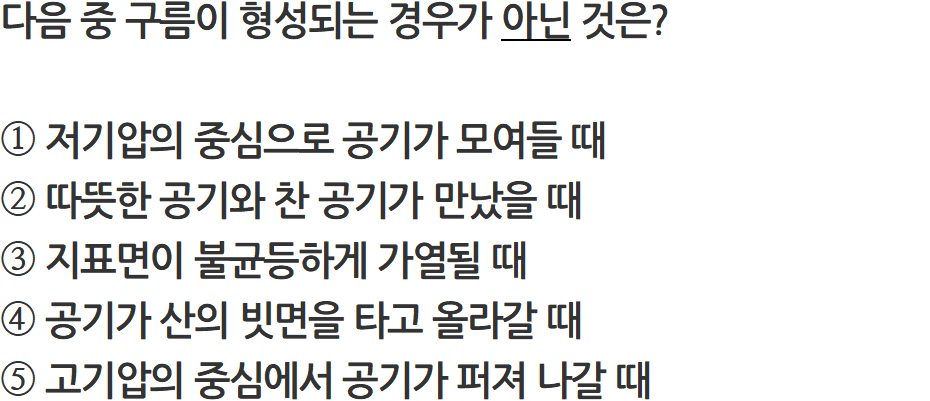 다음 중 구름이 형성되는 경우가 아닌 것은?
① 저기압의 중심으로 공기가 모여들 때
② 따뜻한 공기와 찬 공기가 만났을 때
③ 지표면이 불균등하게 가열될 때
④ 공기가 산의 빗면을 타고 올라갈 때
⑤ 고기압의 중심에서 공기가 퍼져 나갈 때